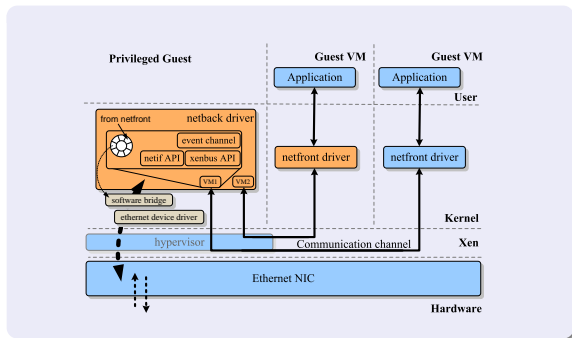 Privileged Guest
Guest VM
Guest VM
Application
Application
User
from netfront
netback driver
event channel
netif API
xenbus API
VM1
VM2
netfront driver
netfront driver
software bridge
ethernet device driver
Kernel
hypervisor
Communication channel
Xen
Ethernet NIC
Hardware